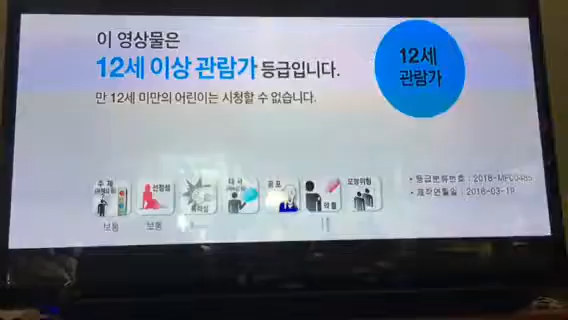 이 영상물은
12세 이상 관람가 등급입니다.
만 12세 미만의 어린이는 시청할 수 없습니다.
12세
관람가
주 제
선정성
폭력성
대 사
공 포
약 물
모방위험
보통
보통
• 등급분류번호 : 2018-MF00485
• 제작연월일 : 2018-03-19